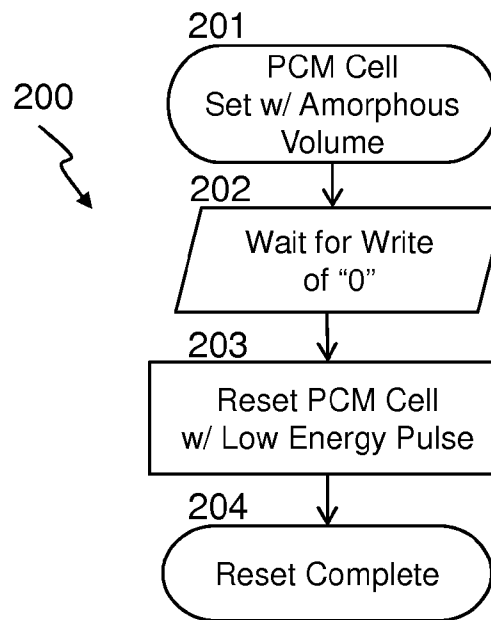 201
PCM Cell
Set w/ Amorphous
Volume
200
202
Wait for Write
of “0”
203
Reset PCM Cell
w/ Low Energy Pulse
204
Reset Complete